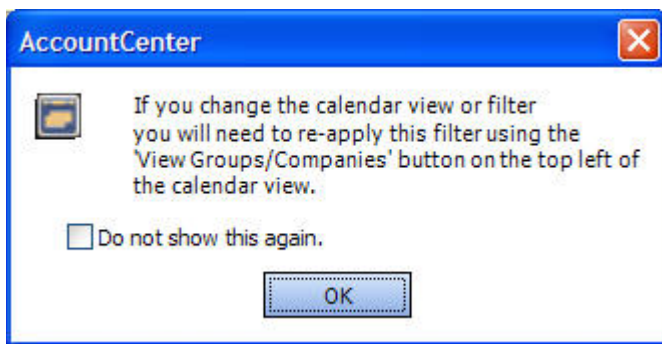 AccountCenter
If you change the calendar view or filter
you will need to re-apply this filter using the
'View Groups/Companies' button on the top left of
the calendar view.
Do not show this again.
OK